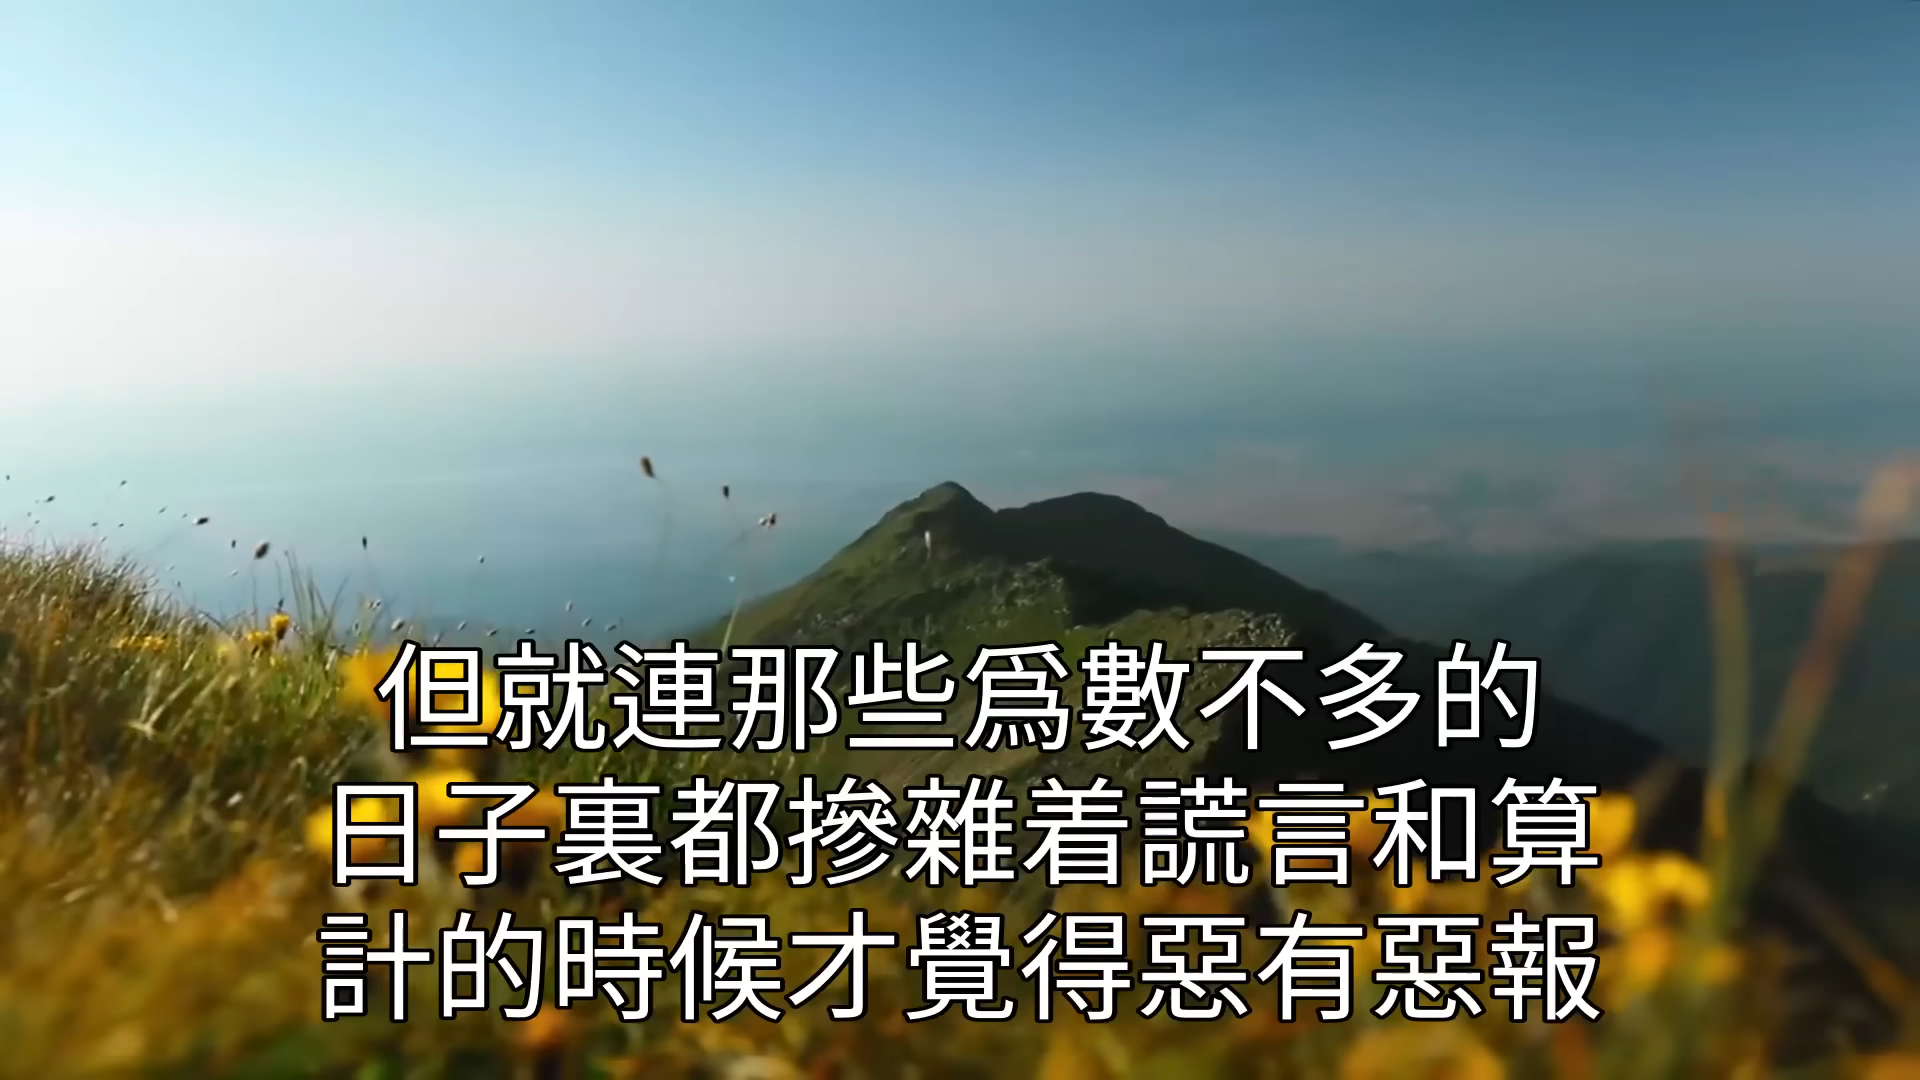 但就連那些爲數不多的
日子裏都摻雜着謊言和算
計的時候才覺得惡有惡報